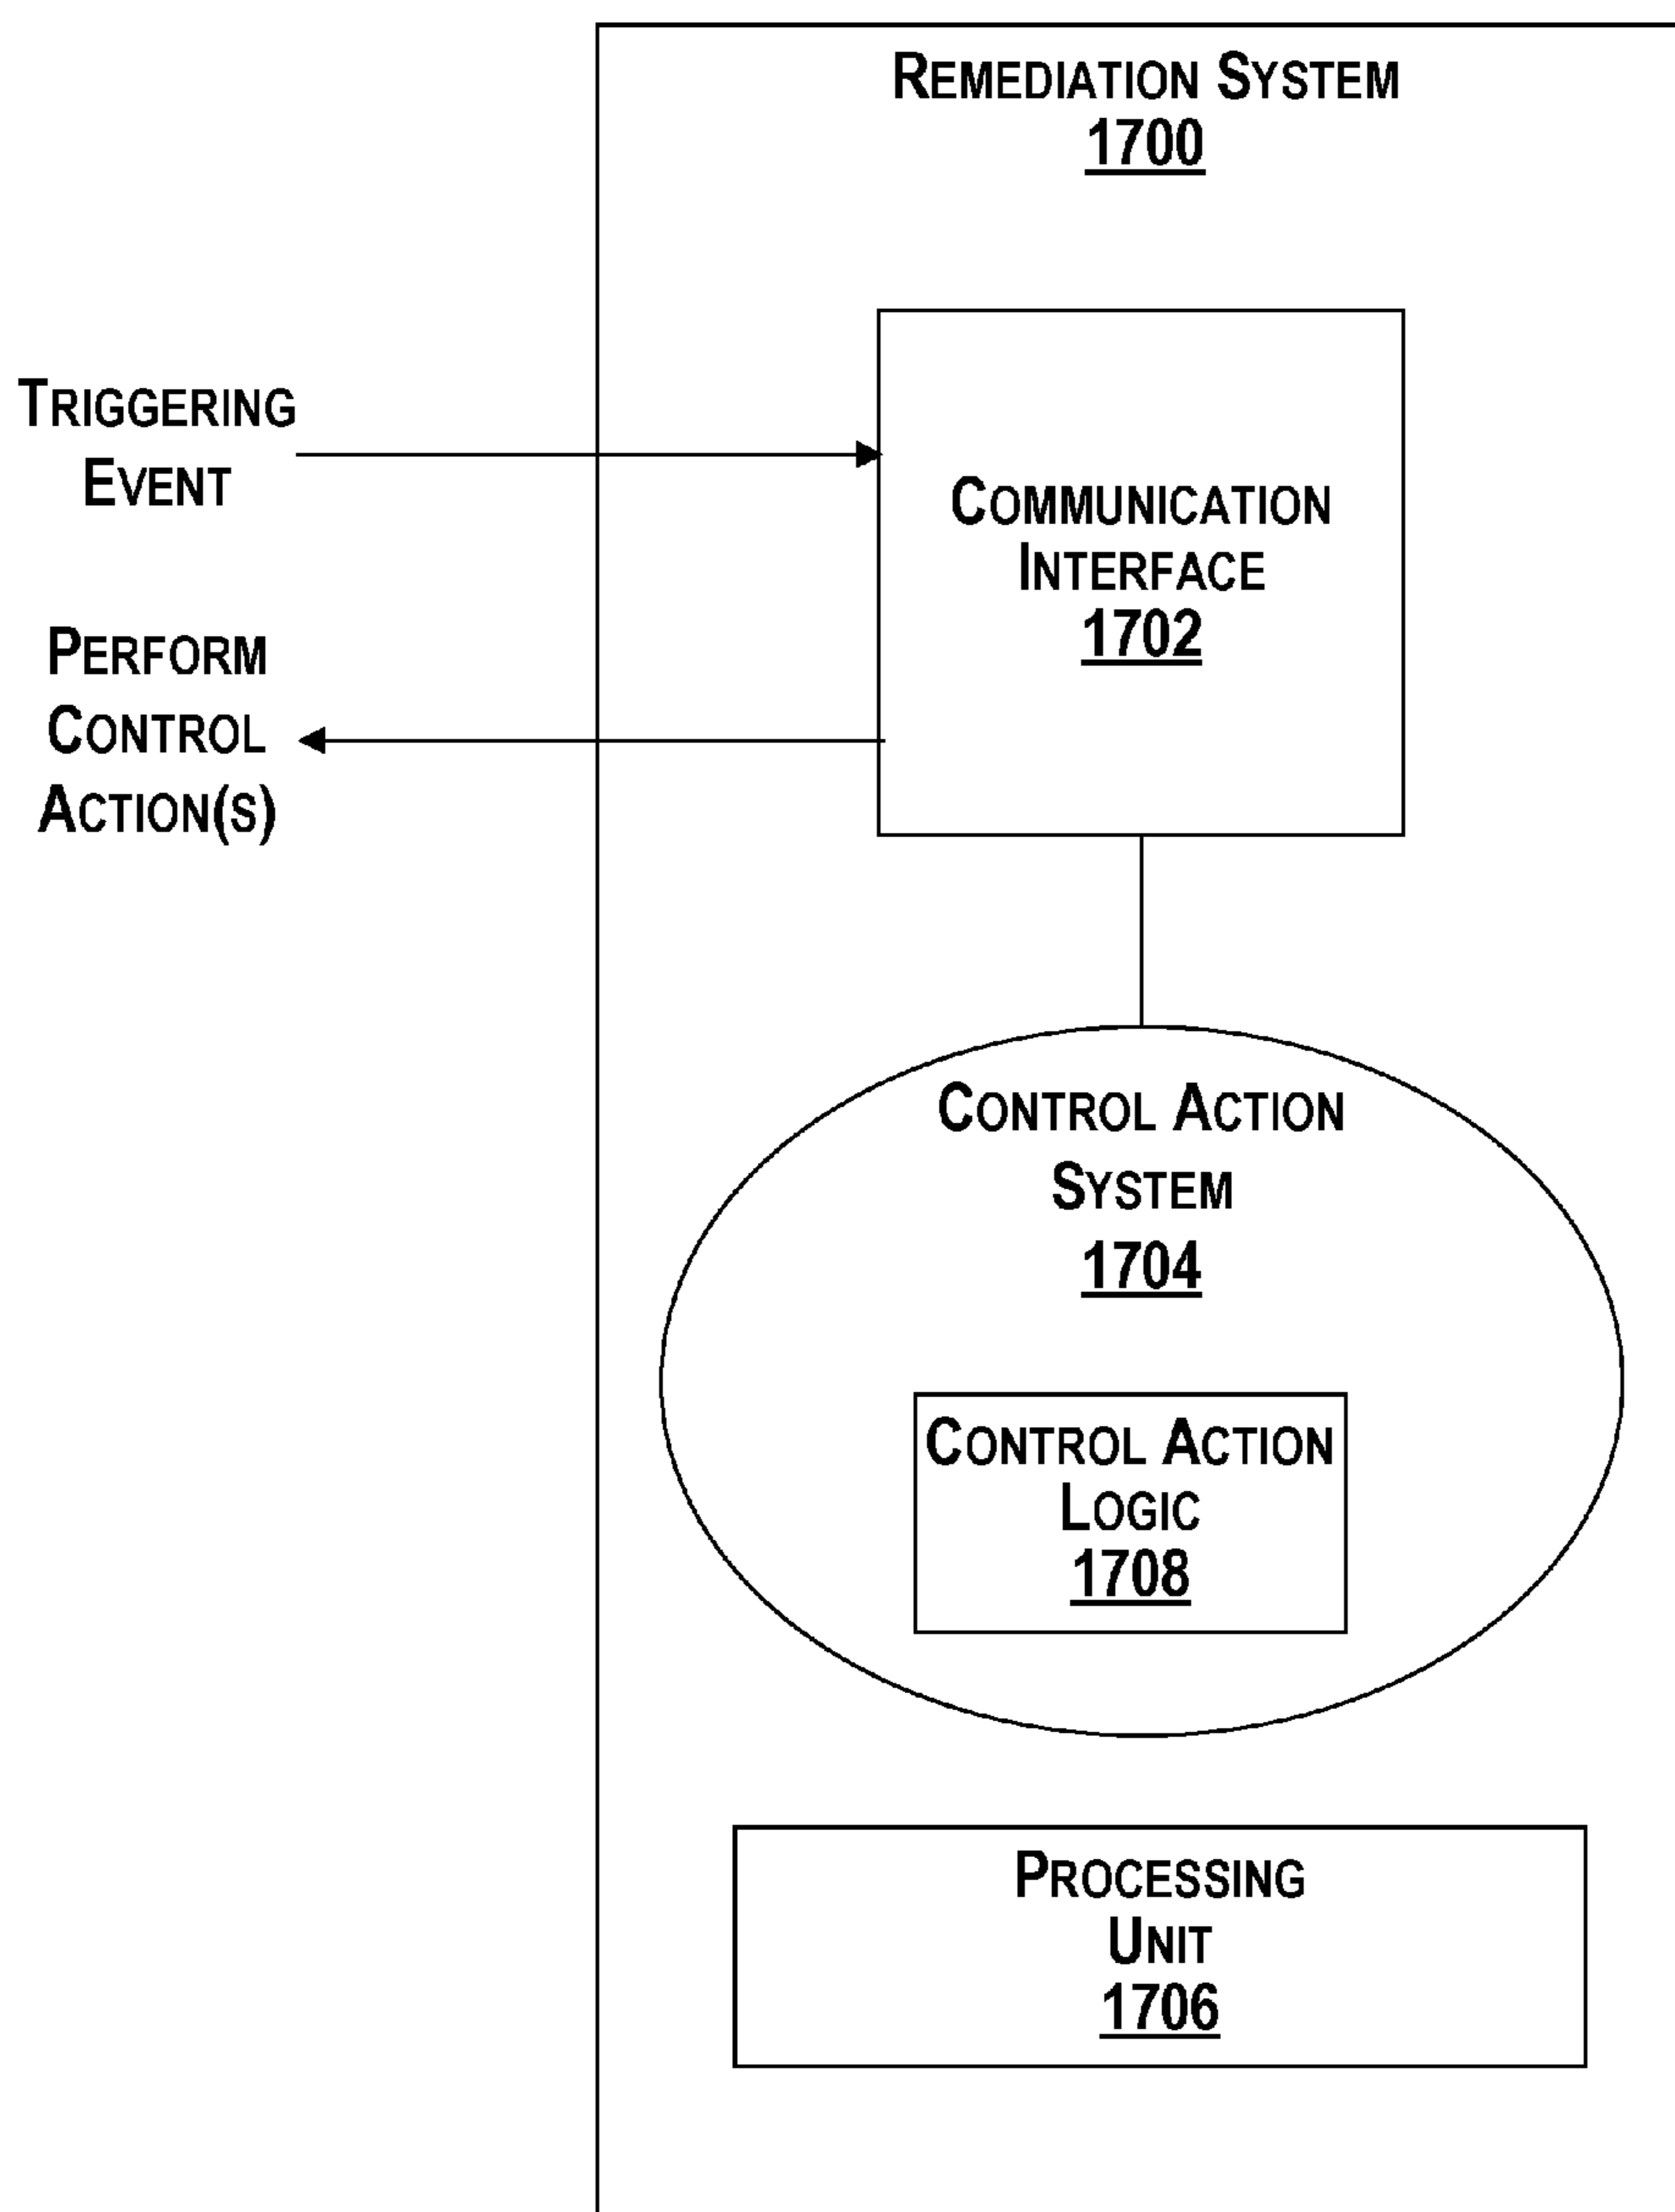 REMEDIATION SYSTEM
1700
TRIGGERING
EVENT
COMMUNICATION
INTERFACE
1702
PERFORM
CONTROL
ACTION(S)
CONTROL ACTION
SYSTEM
1704
CONTROL ACTION
LOGIC
1708
PROCESSING
UNIT
1706